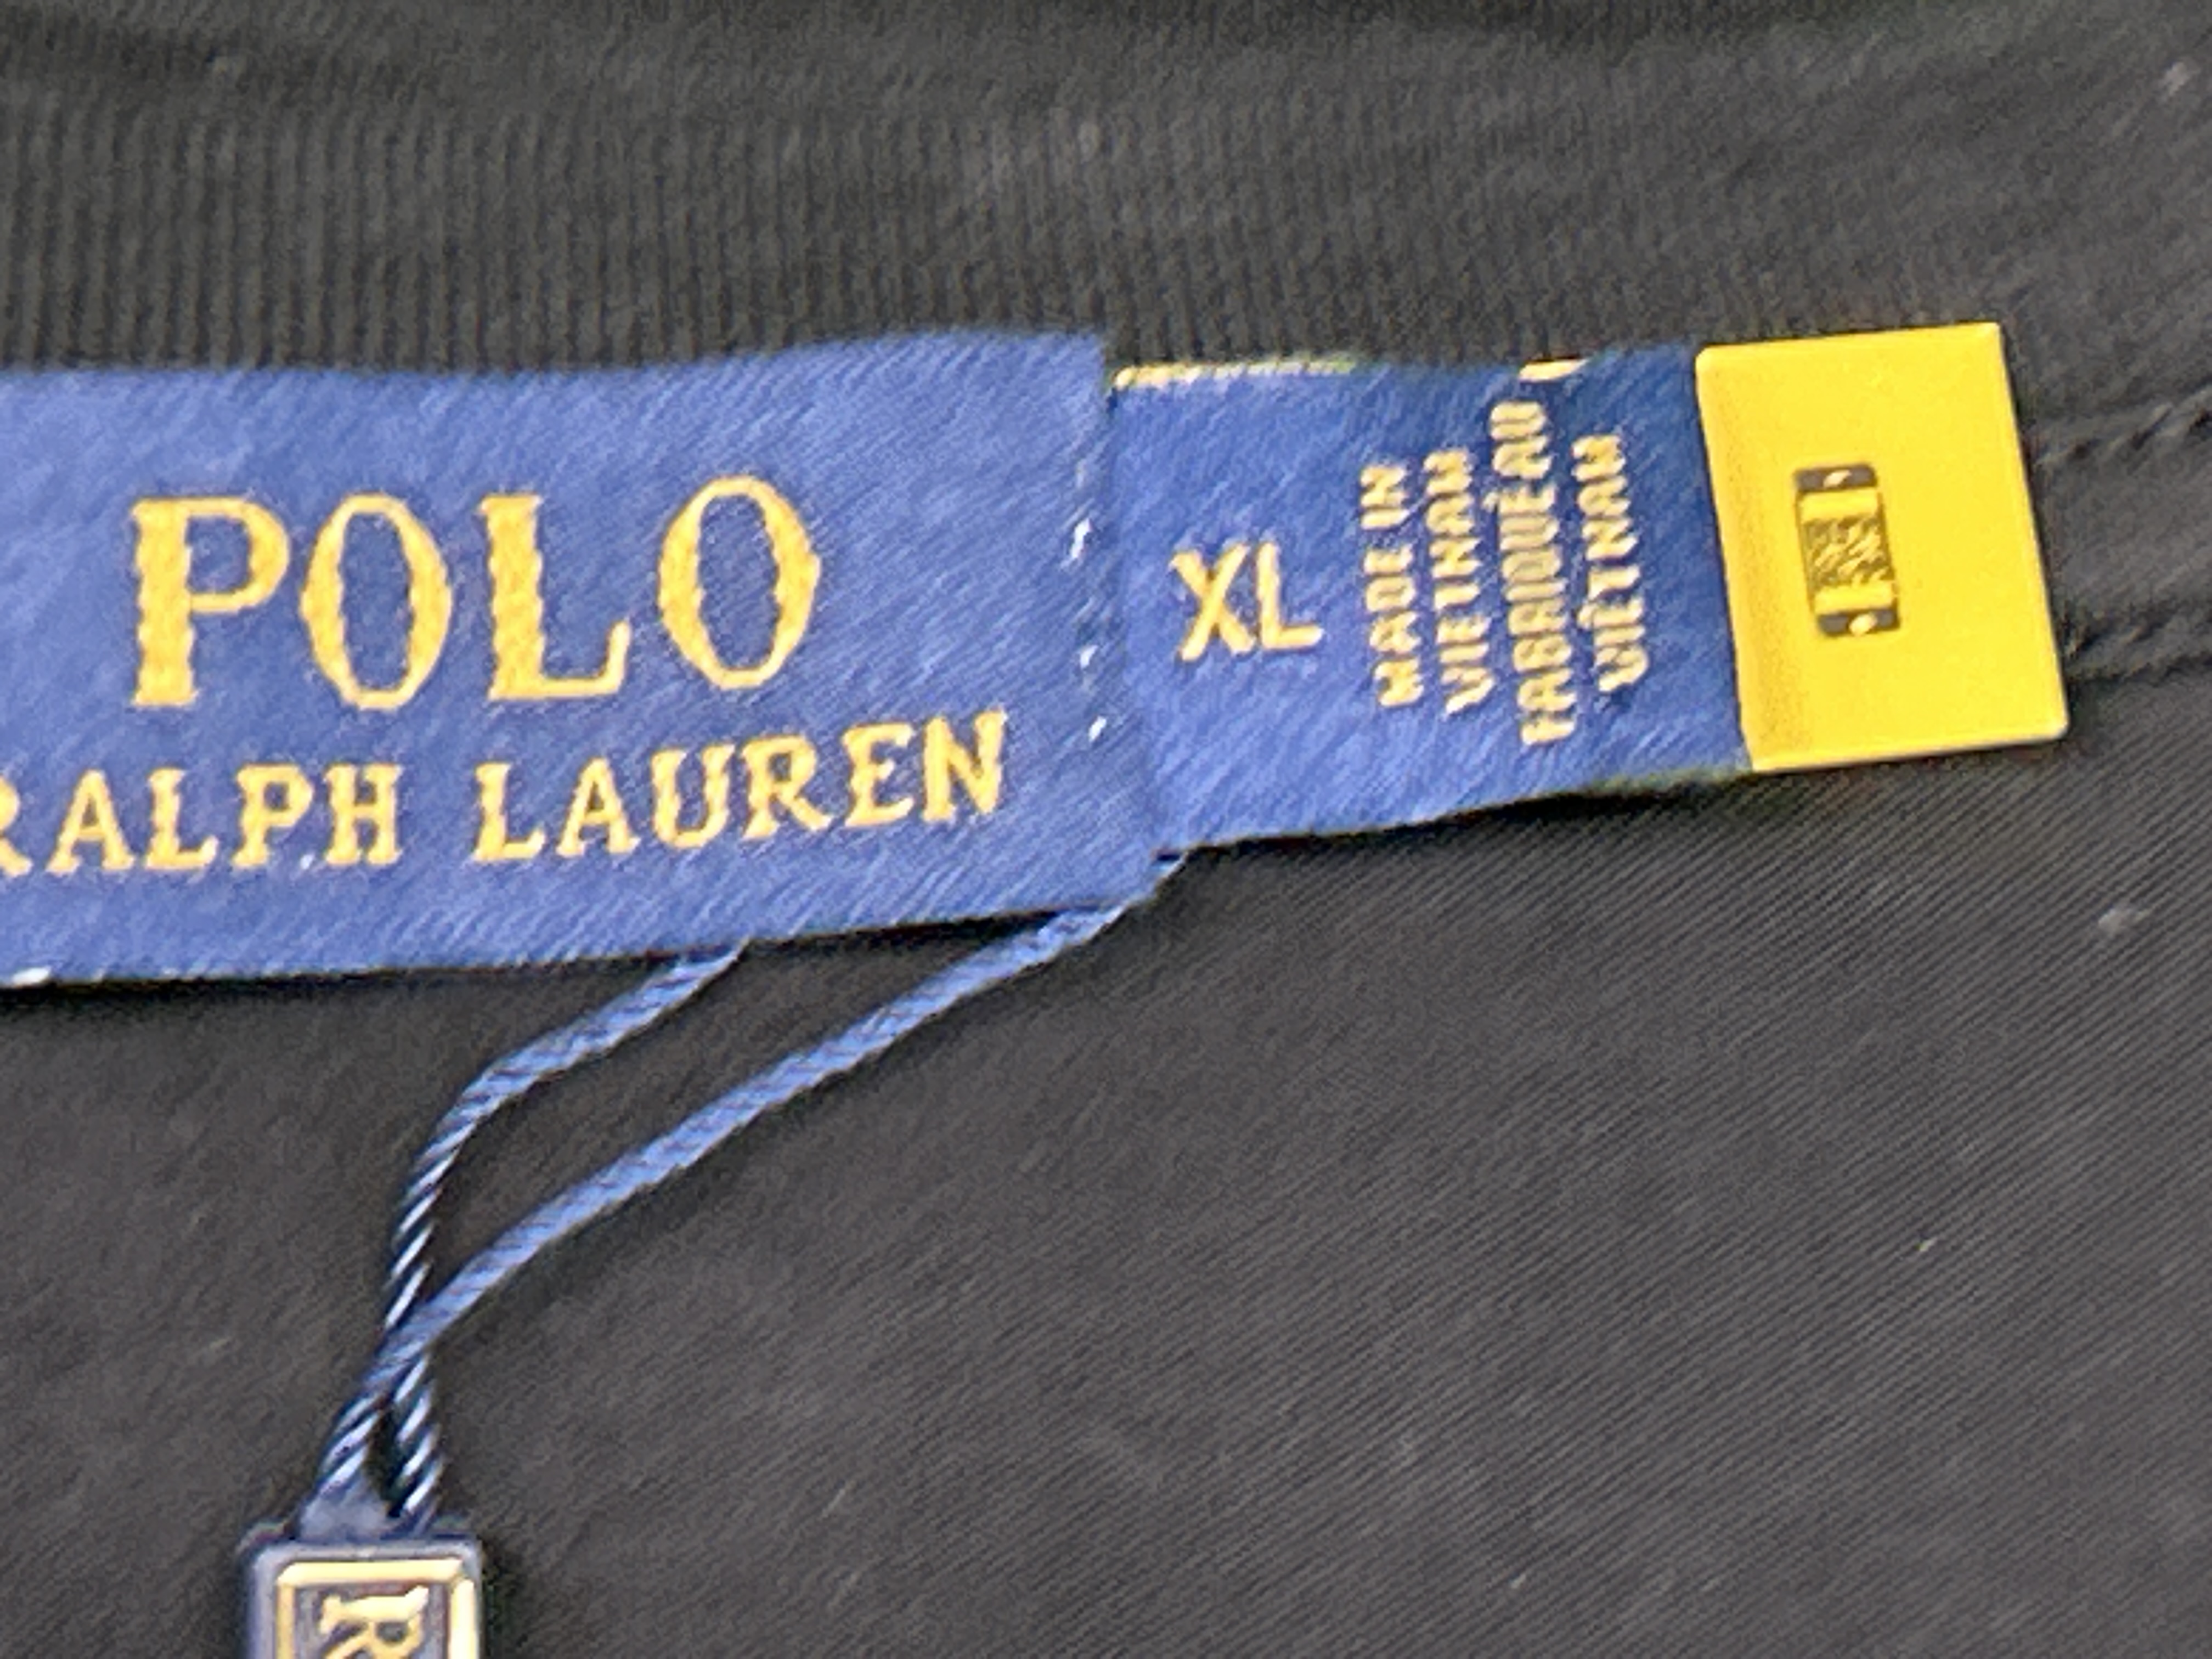 POLO
RALPH LAUREN
XL
MADE IN
VIETNAM
FABRIQUÉ AU
VIÊTNAM
R